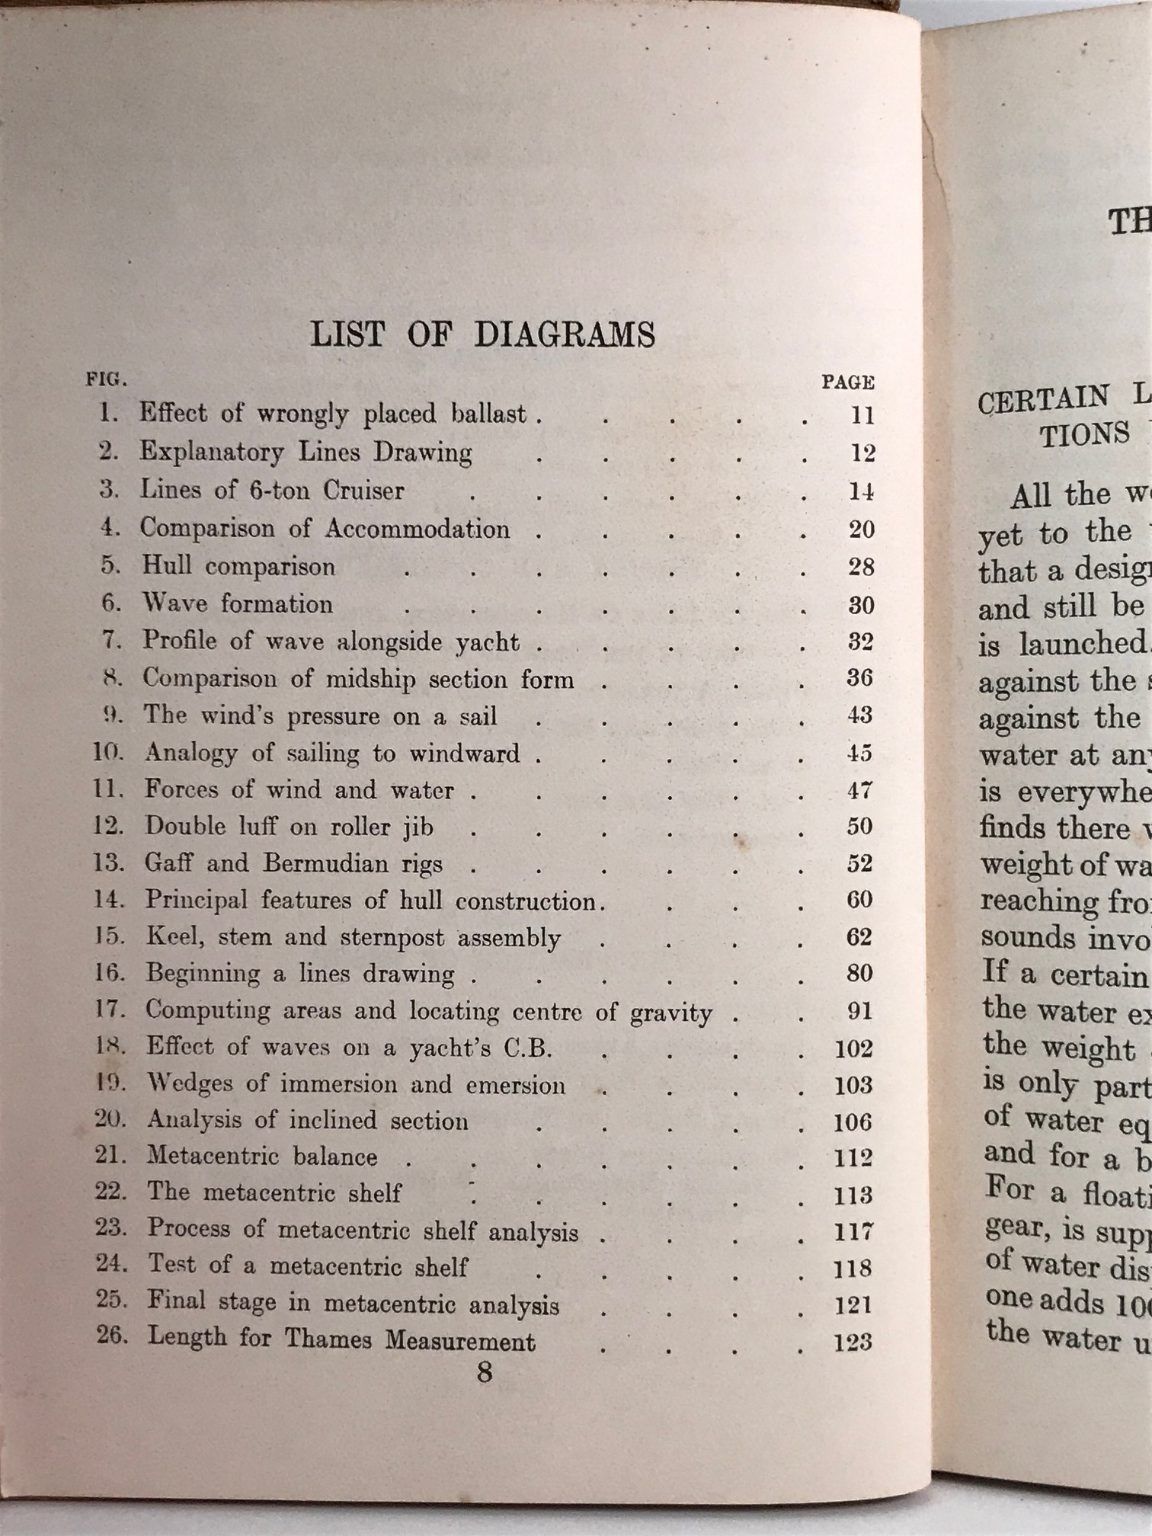 LIST OF DIAGRAMS
FIG. PAGE
1. Effect of wrongly placed ballast . . . . . 11
2. Explanatory Lines Drawing . . . . . 12
3. Lines of 6-ton Cruiser . . . . . . 14
4. Comparison of Accommodation . . . . . 20
5. Hull comparison . . . . . . . 28
6. Wave formation . . . . . . . 30
7. Profile of wave alongside yacht . . . . . 32
8. Comparison of midship section form . . . . 36
9. The wind's pressure on a sail . . . . . 43
10. Analogy of sailing to windward . . . . . 45
11. Forces of wind and water . . . . . . 47
12. Double luff on roller jib . . . . . . 50
13. Gaff and Bermudian rigs . . . . . . 52
14. Principal features of hull construction . . . . 60
15. Keel, stem and sternpost assembly . . . . 62
16. Beginning a lines drawing . . . . . . 80
17. Computing areas and locating centre of gravity . . 91
18. Effect of waves on a yacht's C.B. . . . . 102
19. Wedges of immersion and emersion . . . . 103
20. Analysis of inclined section . . . . . 106
21. Metacentric balance . . . . . . . 112
22. The metacentric shelf . . . . . . 113
23. Process of metacentric shelf analysis . . . . 117
24. Test of a metacentric shelf . . . . . 118
25. Final stage in metacentric analysis . . . . 121
26. Length for Thames Measurement . . . . 123
8
TH
CERTAIN L
TIONS
All the
yet to the
that a
and still be
is launched.
against the
against the
water at
is
finds there
weight of
reaching
sounds
If a certain
the water
the weight
is only part
of water
and for a b
For a
gear, is
of water
one adds
the water u